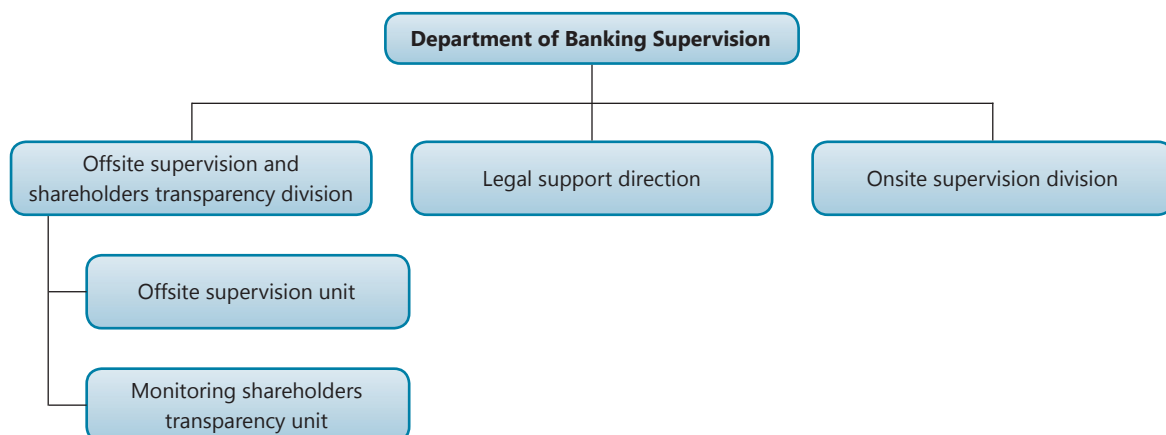 Department of Banking Supervision
Offsite supervision and
shareholders transparency division
Legal support direction
Onsite supervision division
Offsite supervision unit
Monitoring shareholders
transparency unit